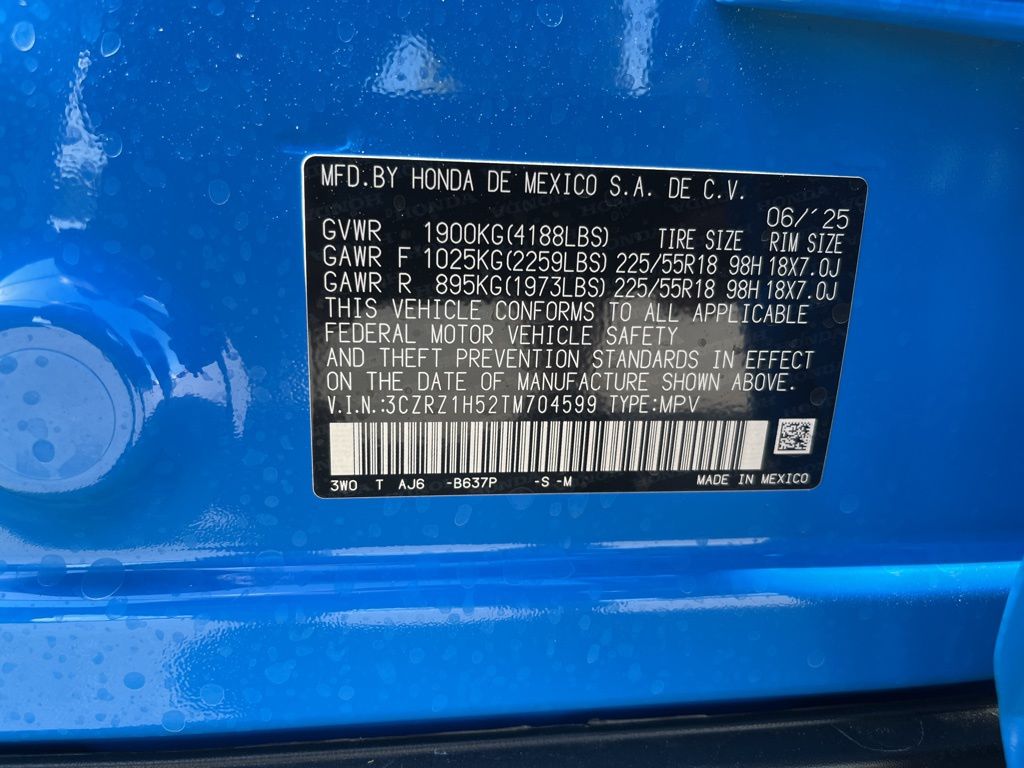 MFD.BY HONDA DE MEXICO S.A. DE C.V.
06/'25
GVWR 1900KG(4188LBS) TIRE SIZE RIM SIZE
GAWR F 1025KG(2259LBS) 225/55R18 98H 18X7.0J
GAWR R 895KG(1973LBS) 225/55R18 98H 18X7.0J
THIS VEHICLE CONFORMS TO ALL APPLICABLE
FEDERAL MOTOR VEHICLE SAFETY
AND THEFT PREVENTION STANDARDS IN EFFECT
ON THE DATE OF MANUFACTURE SHOWN ABOVE.
V.I.N.:3CZRZ1H52TM704599 TYPE:MPV
3W0 T AJ6 -B637P -S -M MADE IN MEXICO